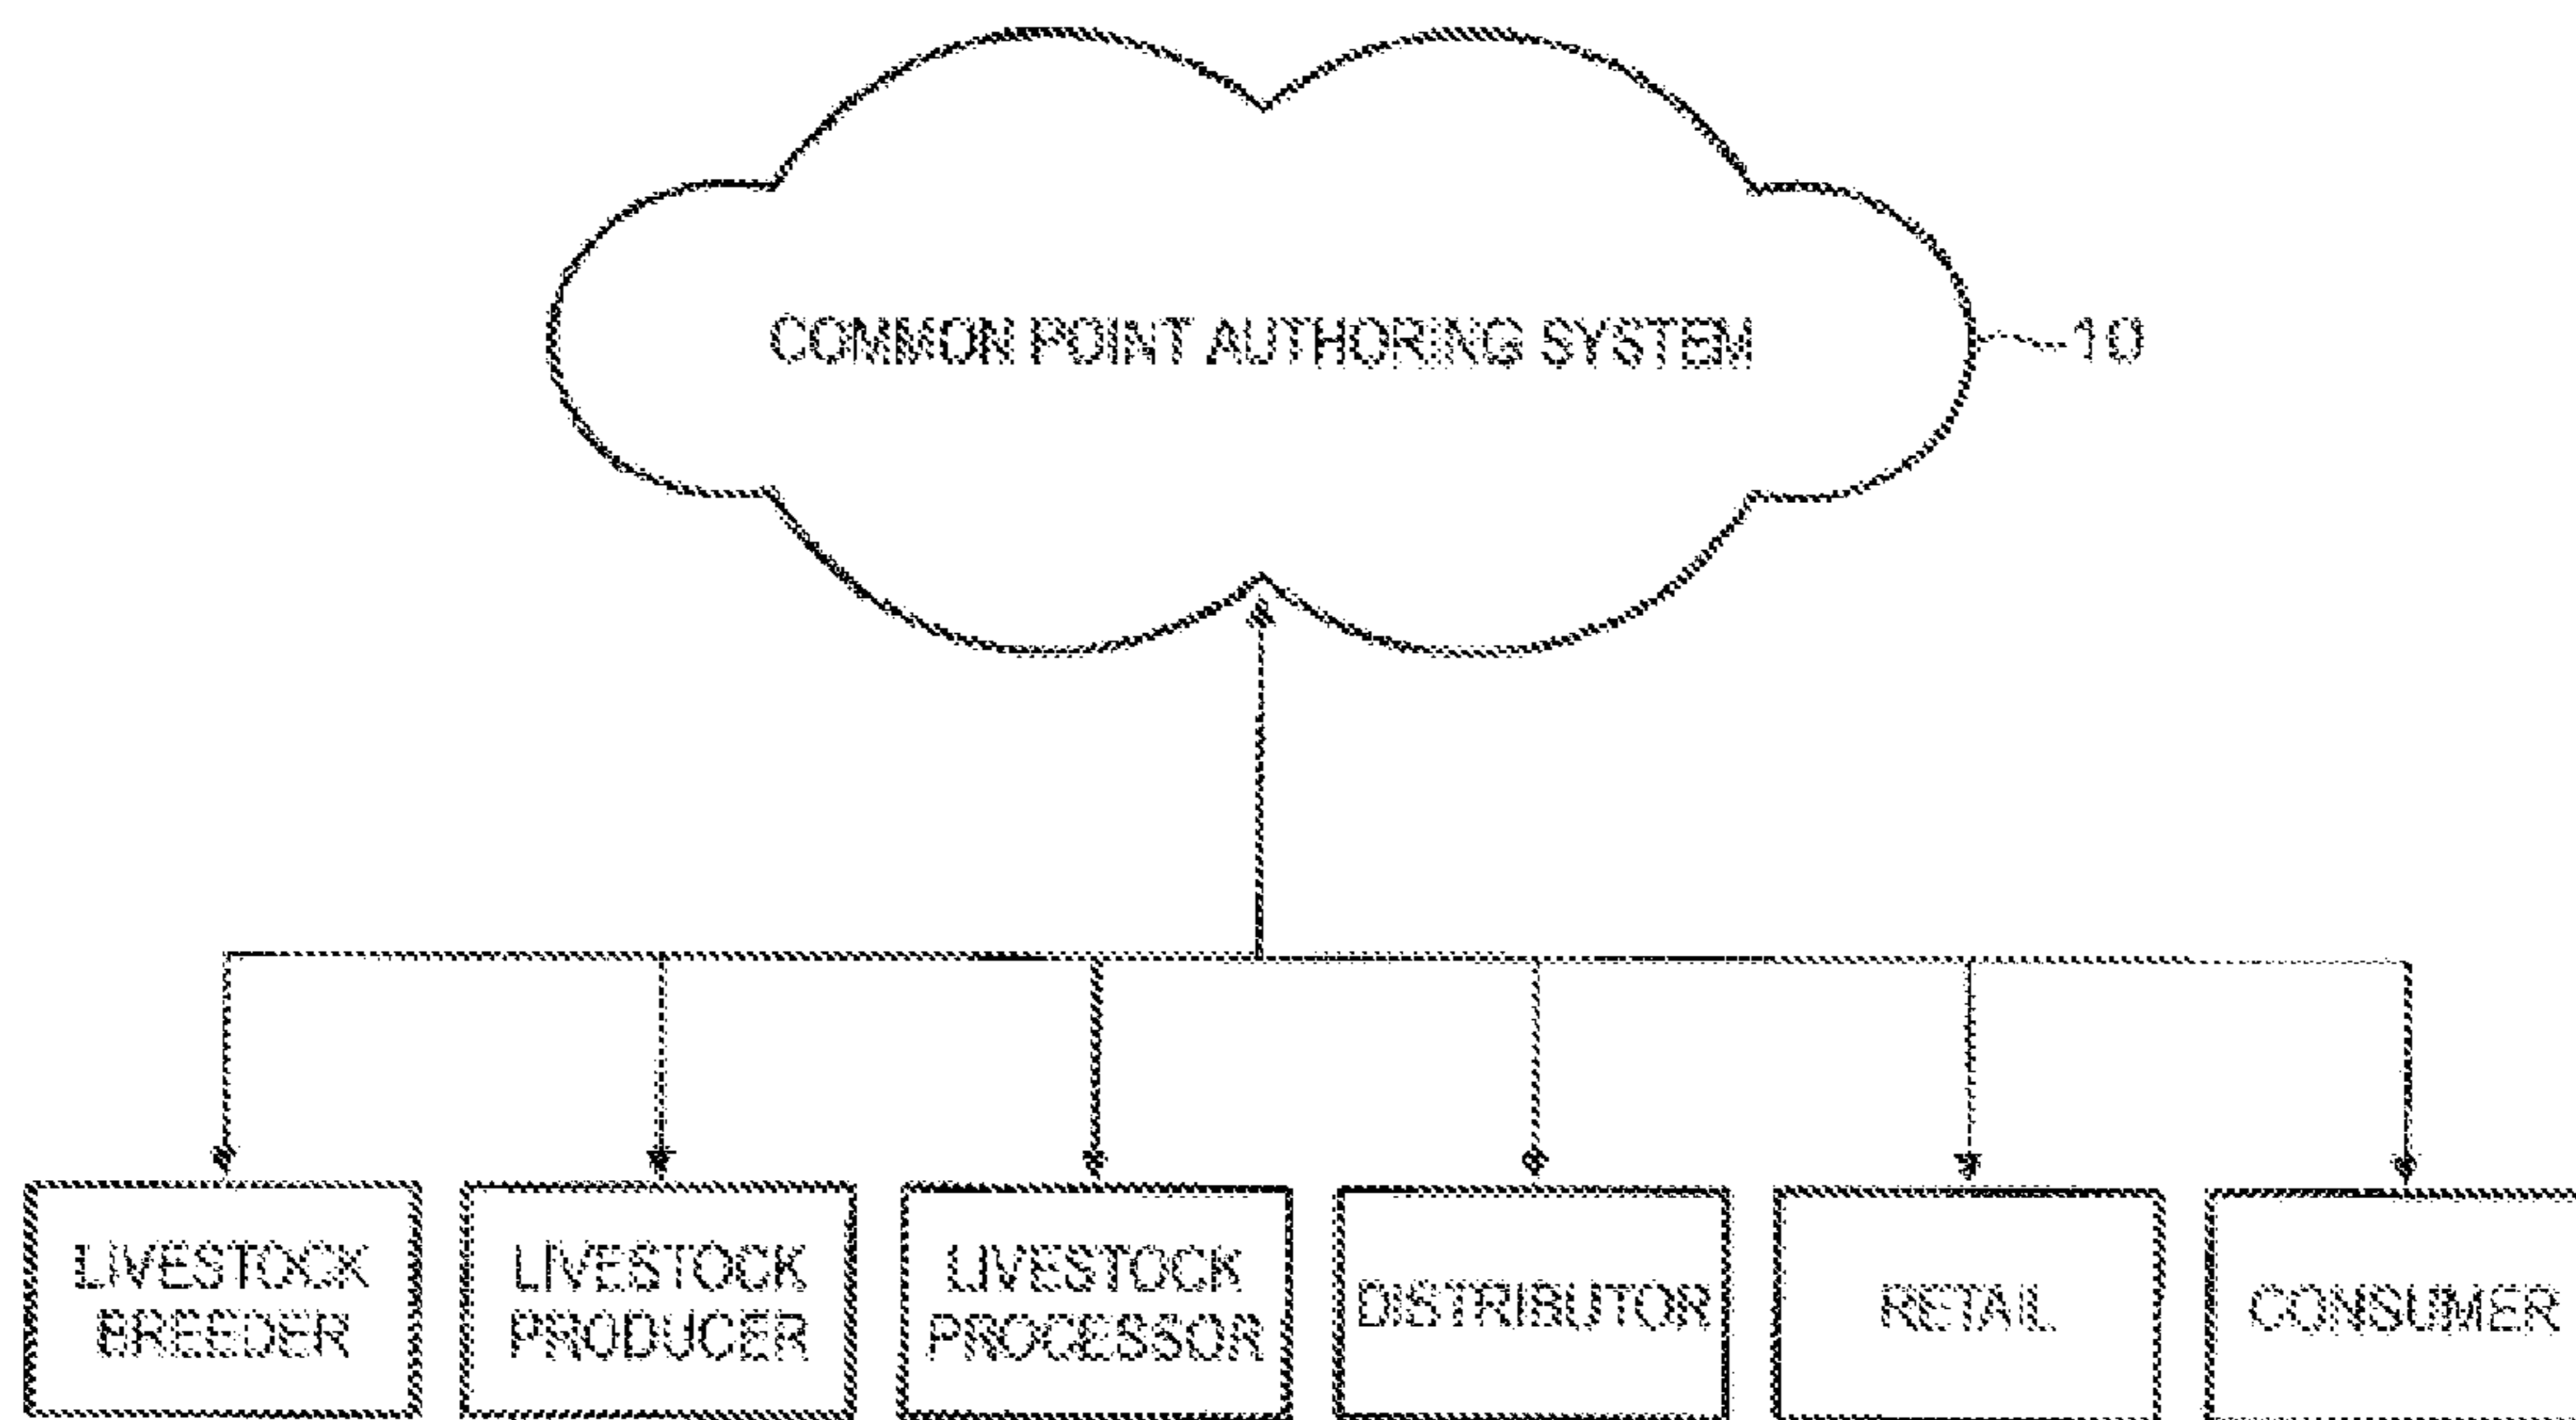 COMMON POINT AUTHORING SYSTEM
10
LIVESTOCK
BREEDER
LIVESTOCK
PRODUCER
LIVESTOCK
PROCESSOR
DISTRIBUTOR
RETAIL
CONSUMER